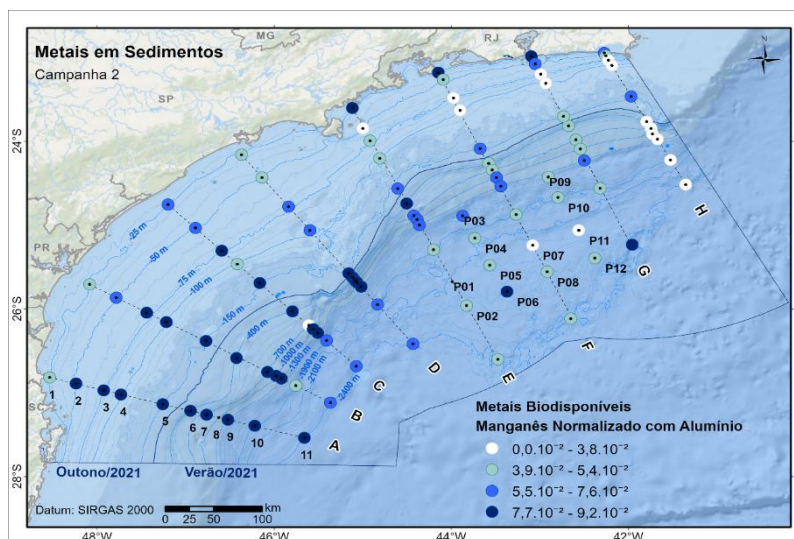 MG
RJ
Metais em Sedimentos
Campanha 2
SP
24°S
-25 m
-50 m
-75 m
-100 m
-150 m
-400 m
-700 m
-1000 m
-1300 m
-1900 m
-2100 m
-2400 m
PR
SC
26°S
28°S
P09
P10
P03
P04
P07
P11
P05
P08
P12
P01
P06
P02
H
G
F
E
D
C
B
A
1
2
3
4
5
6
7
8
9
10
11
Outono/2021
Verão/2021
Metais Biodisponíveis
Manganês Normalizado com Alumínio
0,0.10⁻² - 3,8.10⁻²
3,9.10⁻² - 5,4.10⁻²
5,5.10⁻² - 7,6.10⁻²
7,7.10⁻² - 9,2.10⁻²
Datum: SIRGAS 2000
0 25 50 100 km
48°W
46°W
44°W
42°W